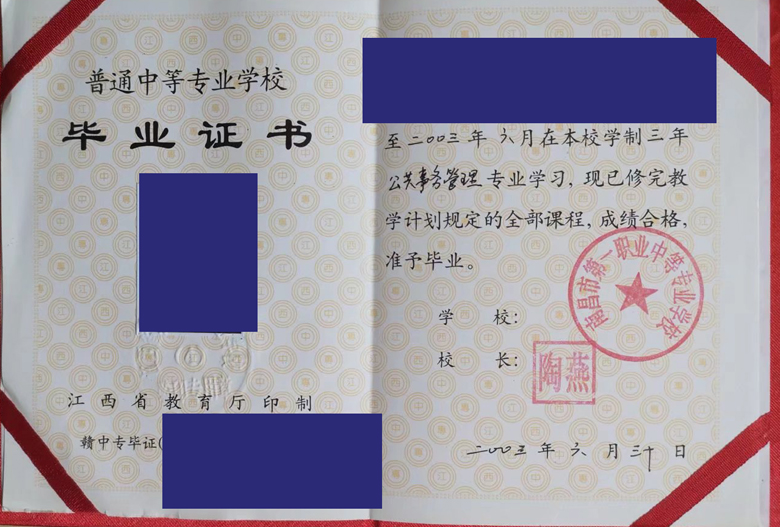 普通中等专业学校
毕业证书
江西省教育厅印制
赣中专毕证(
至二〇〇三年六月在本校学制三年
公共事务管理专业学习,现已修完教
学计划规定的全部课程,成绩合格,
准予毕业。
学 校:
南昌市第一职业中等专业学校
校 长:
陶燕
二〇〇三年六月三十日